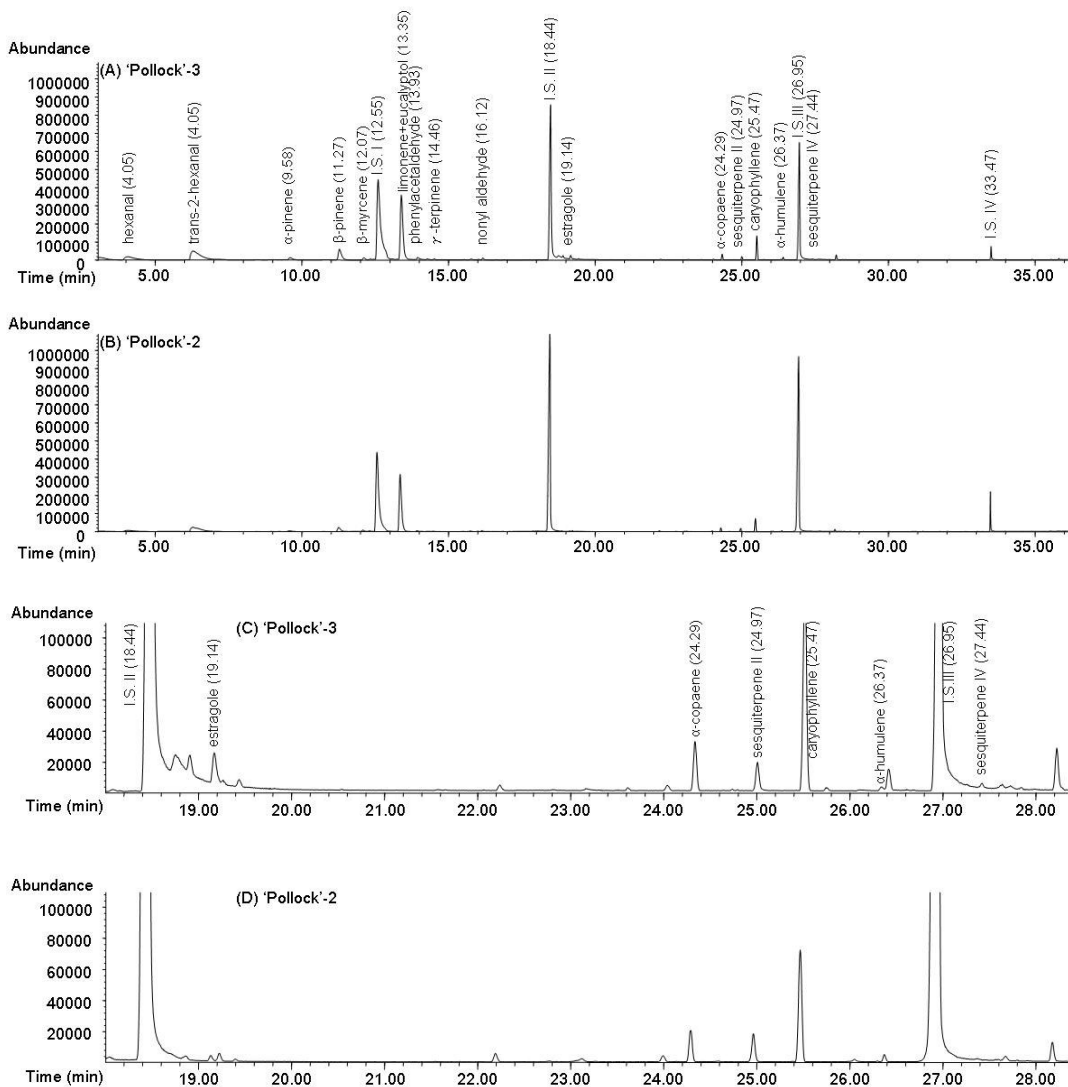 Abundance
(A) 'Pollock'-3
1000000
900000
800000
700000
600000
500000
400000
300000
200000
100000
0
hexanal (4.05)
trans-2-hexanal (4.05)
α-pinene (9.58)
β-pinene (11.27)
β-myrcene (12.07)
I.S. I (12.55)
limonene+eucalyptol (13.35)
phenylacetaldehyde (13.93)
γ-terpinene (14.46)
nonyl aldehyde (16.12)
I.S. II (18.44)
estragole (19.14)
α-copaene (24.29)
sesquiterpene II (24.97)
caryophyllene (25.47)
α-humulene (26.37)
I.S.III (26.95)
sesquiterpene IV (27.44)
I.S. IV (33.47)
Time (min) 5.00 10.00 15.00 20.00 25.00 30.00 35.00
Abundance
(B) 'Pollock'-2
1000000
900000
800000
700000
600000
500000
400000
300000
200000
100000
0
Time (min) 5.00 10.00 15.00 20.00 25.00 30.00 35.00
Abundance
(C) 'Pollock'-3
100000
80000
60000
40000
20000
I.S. II (18.44)
estragole (19.14)
α-copaene (24.29)
sesquiterpene II (24.97)
caryophyllene (25.47)
α-humulene (26.37)
I.S.III (26.95)
sesquiterpene IV (27.44)
Time (min) 19.00 20.00 21.00 22.00 23.00 24.00 25.00 26.00 27.00 28.00
Abundance
(D) 'Pollock'-2
100000
80000
60000
40000
20000
Time (min) 19.00 20.00 21.00 22.00 23.00 24.00 25.00 26.00 27.00 28.00